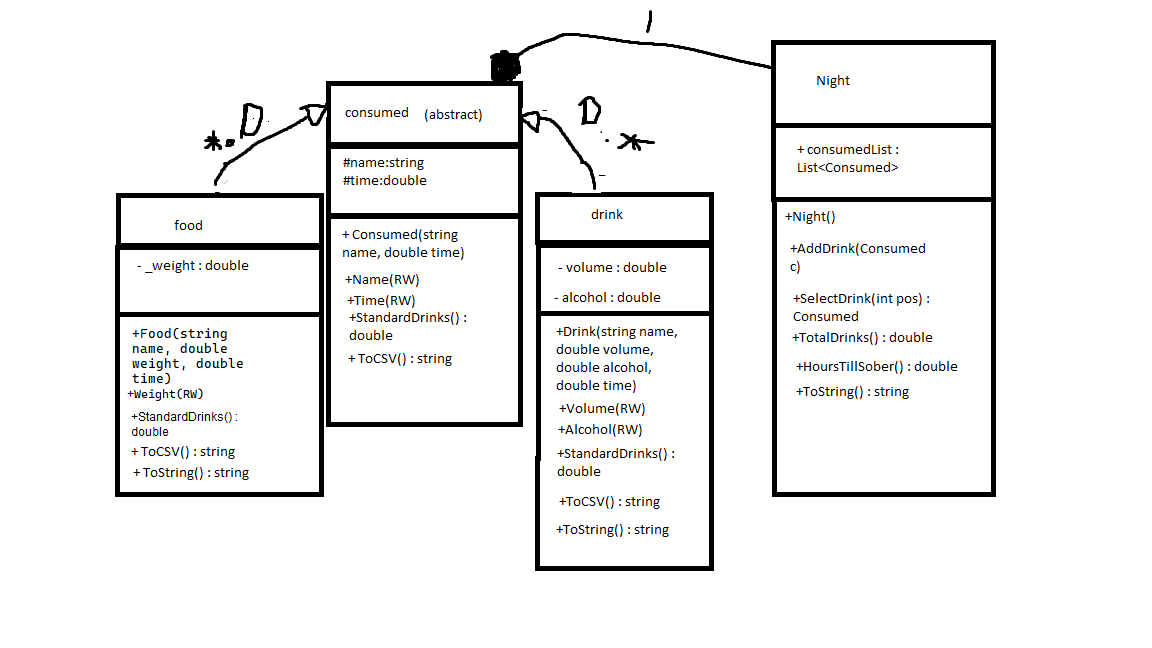 1
Night
+ consumedList :
List<Consumed>
+Night()
+AddDrink(Consumed
c)
+SelectDrink(int pos) :
Consumed
+TotalDrinks() : double
+HoursTillSober() : double
+ToString() : string
consumed (abstract)
#name:string
#time:double
+ Consumed(string
name, double time)
+Name(RW)
+Time(RW)
+StandardDrinks() :
double
+ ToCSV() : string
*. D
food
- _weight : double
+Food(string
name, double
weight, double
time)
+Weight(RW)
+StandardDrinks() :
double
+ ToCSV() : string
+ ToString() : string
D
. *
drink
- volume : double
- alcohol : double
+Drink(string name,
double volume,
double alcohol,
double time)
+Volume(RW)
+Alcohol(RW)
+StandardDrinks() :
double
+ToCSV() : string
+ToString() : string